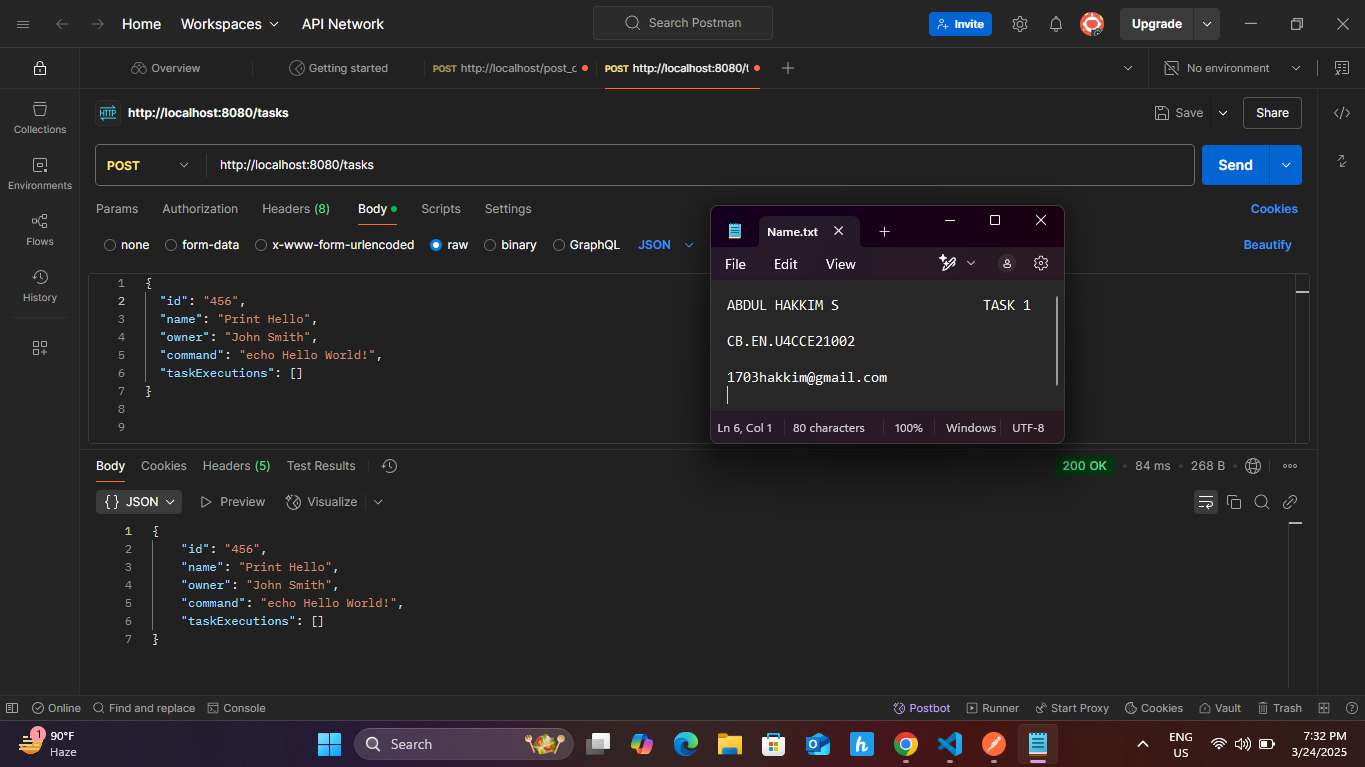 Home Workspaces API Network Search Postman Invite Upgrade
Overview Getting started POST http://localhost/post_c POST http://localhost:8080/t No environment
HTTP http://localhost:8080/tasks Save Share
Collections
Environments
Flows
History
POST http://localhost:8080/tasks Send
Params Authorization Headers (8) Body Scripts Settings Cookies
none form-data x-www-form-urlencoded raw binary GraphQL JSON Beautify
1 {
2 "id": "456",
3 "name": "Print Hello",
4 "owner": "John Smith",
5 "command": "echo Hello World!",
6 "taskExecutions": []
7 }
8
9
Name.txt
File Edit View
ABDUL HAKKIM S TASK 1
CB.EN.U4CCE21002
1703hakkim@gmail.com
Ln 6, Col 1 80 characters 100% Windows UTF-8
Body Cookies Headers (5) Test Results 200 OK 84 ms 268 B
{} JSON Preview Visualize
1 {
2 "id": "456",
3 "name": "Print Hello",
4 "owner": "John Smith",
5 "command": "echo Hello World!",
6 "taskExecutions": []
7 }
Online Find and replace Console Postbot Runner Start Proxy Cookies Vault Trash
1 90°F
Haze
Search
ENG
US
7:32 PM
3/24/2025